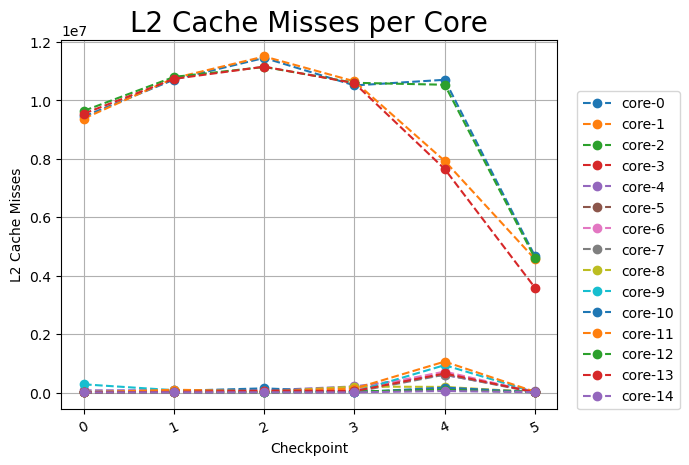 L2 Cache Misses per Core
1e7
1.2
1.0
0.8
0.6
0.4
0.2
0.0
L2 Cache Misses
0
1
2
3
4
5
Checkpoint
core-0
core-1
core-2
core-3
core-4
core-5
core-6
core-7
core-8
core-9
core-10
core-11
core-12
core-13
core-14